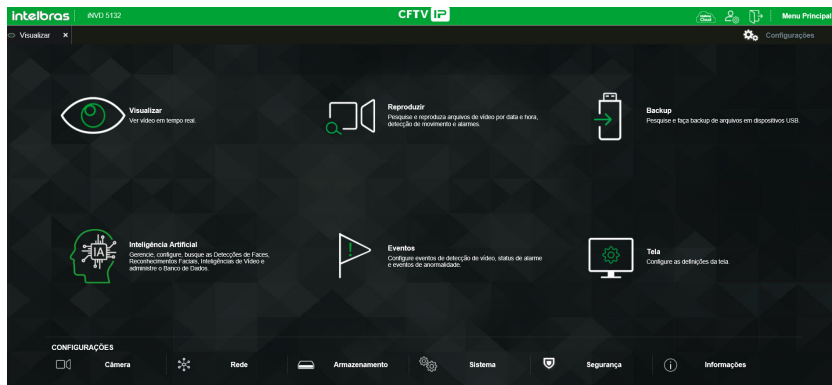 intelbras iNVD 5132 CFTV IP Menu Principal
Visualizar × Configurações
Visualizar
Ver vídeo em tempo real.
Reproduzir
Pesquise e reproduza arquivos de vídeo por data e hora,
detecção de movimento e alarmes.
Backup
Pesquise e faça backup de arquivos em dispositivos USB.
Inteligência Artificial
Gerencie, configure, busque as Detecções de Faces,
Reconhecimentos Faciais, Inteligências de Vídeo e
administre o Banco de Dados.
IA
Eventos
Configure eventos de detecção de vídeo, status de alarme
e eventos de anormalidade.
Tela
Configure as definições da tela.
CONFIGURAÇÕES
Câmera Rede Armazenamento Sistema Segurança Informações